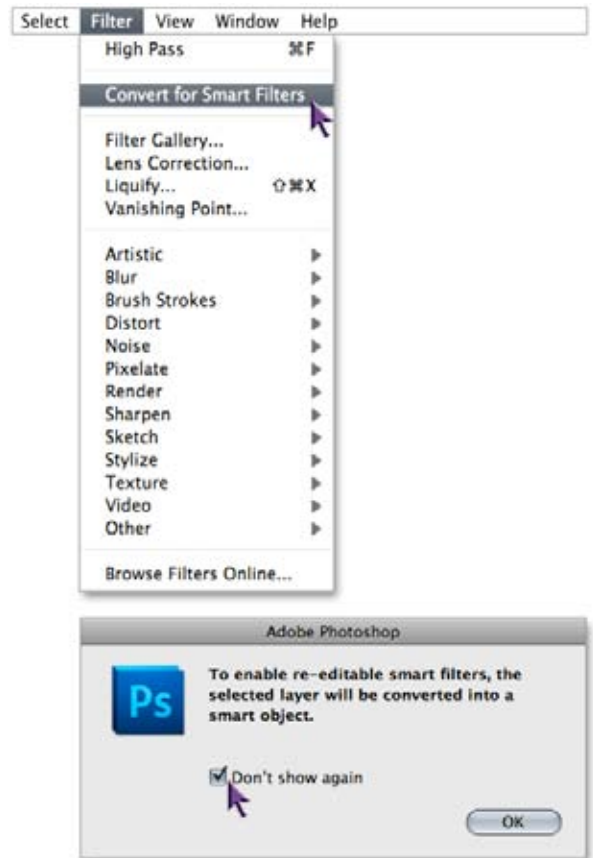 Select Filter View Window Help
High Pass ⌘F
Convert for Smart Filters
Filter Gallery...
Lens Correction...
Liquify... ⇧⌘X
Vanishing Point...
Artistic
Blur
Brush Strokes
Distort
Noise
Pixelate
Render
Sharpen
Sketch
Stylize
Texture
Video
Other
Browse Filters Online...
Adobe Photoshop
Ps
To enable re-editable smart filters, the
selected layer will be converted into a
smart object.
Don't show again
OK